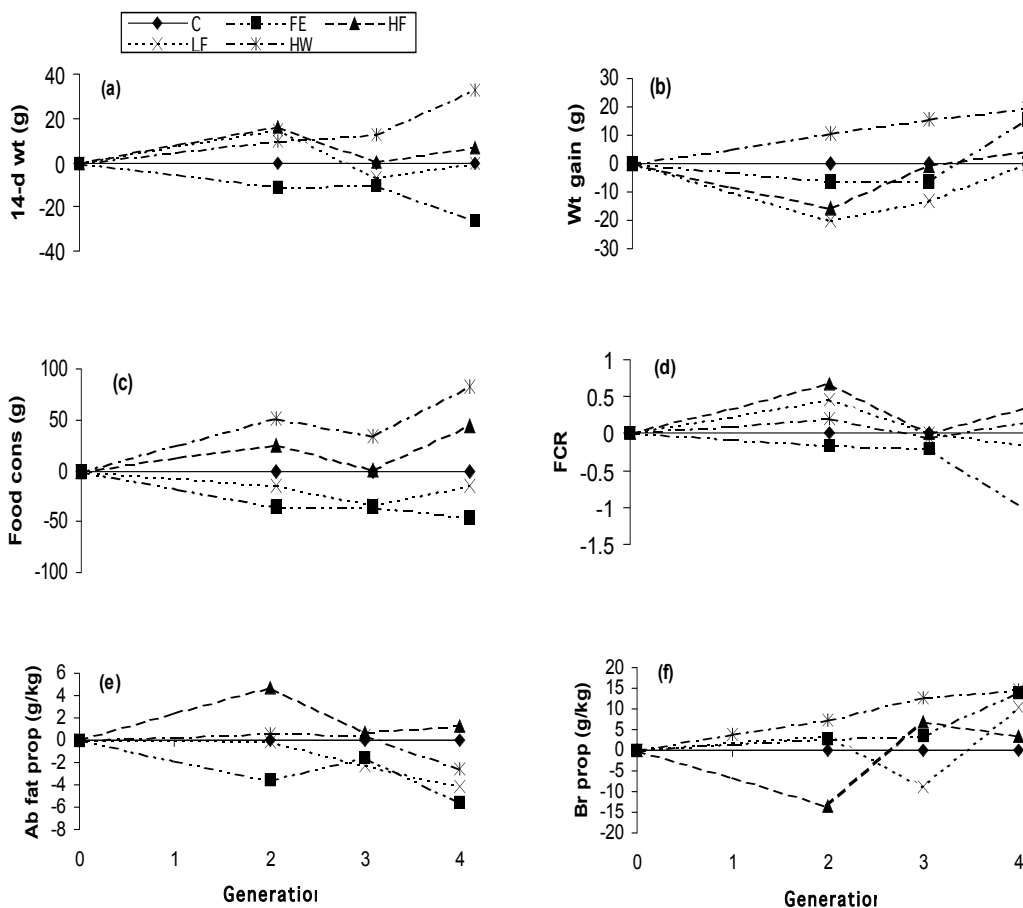 C FE HF
LF HW
(a)
14-d wt (g)
40
20
0
-20
-40
(b)
Wt gain (g)
30
20
10
0
-10
-20
-30
(c)
Food cons (g)
100
50
0
-50
-100
(d)
FCR
1
0.5
0
-0.5
-1
-1.5
(e)
Ab fat prop (g/kg)
6
4
2
0
-2
-4
-6
-8
0 1 2 3 4
Generation
(f)
Br prop (g/kg)
20
15
10
5
0
-5
-10
-15
-20
0 1 2 3 4
Generation